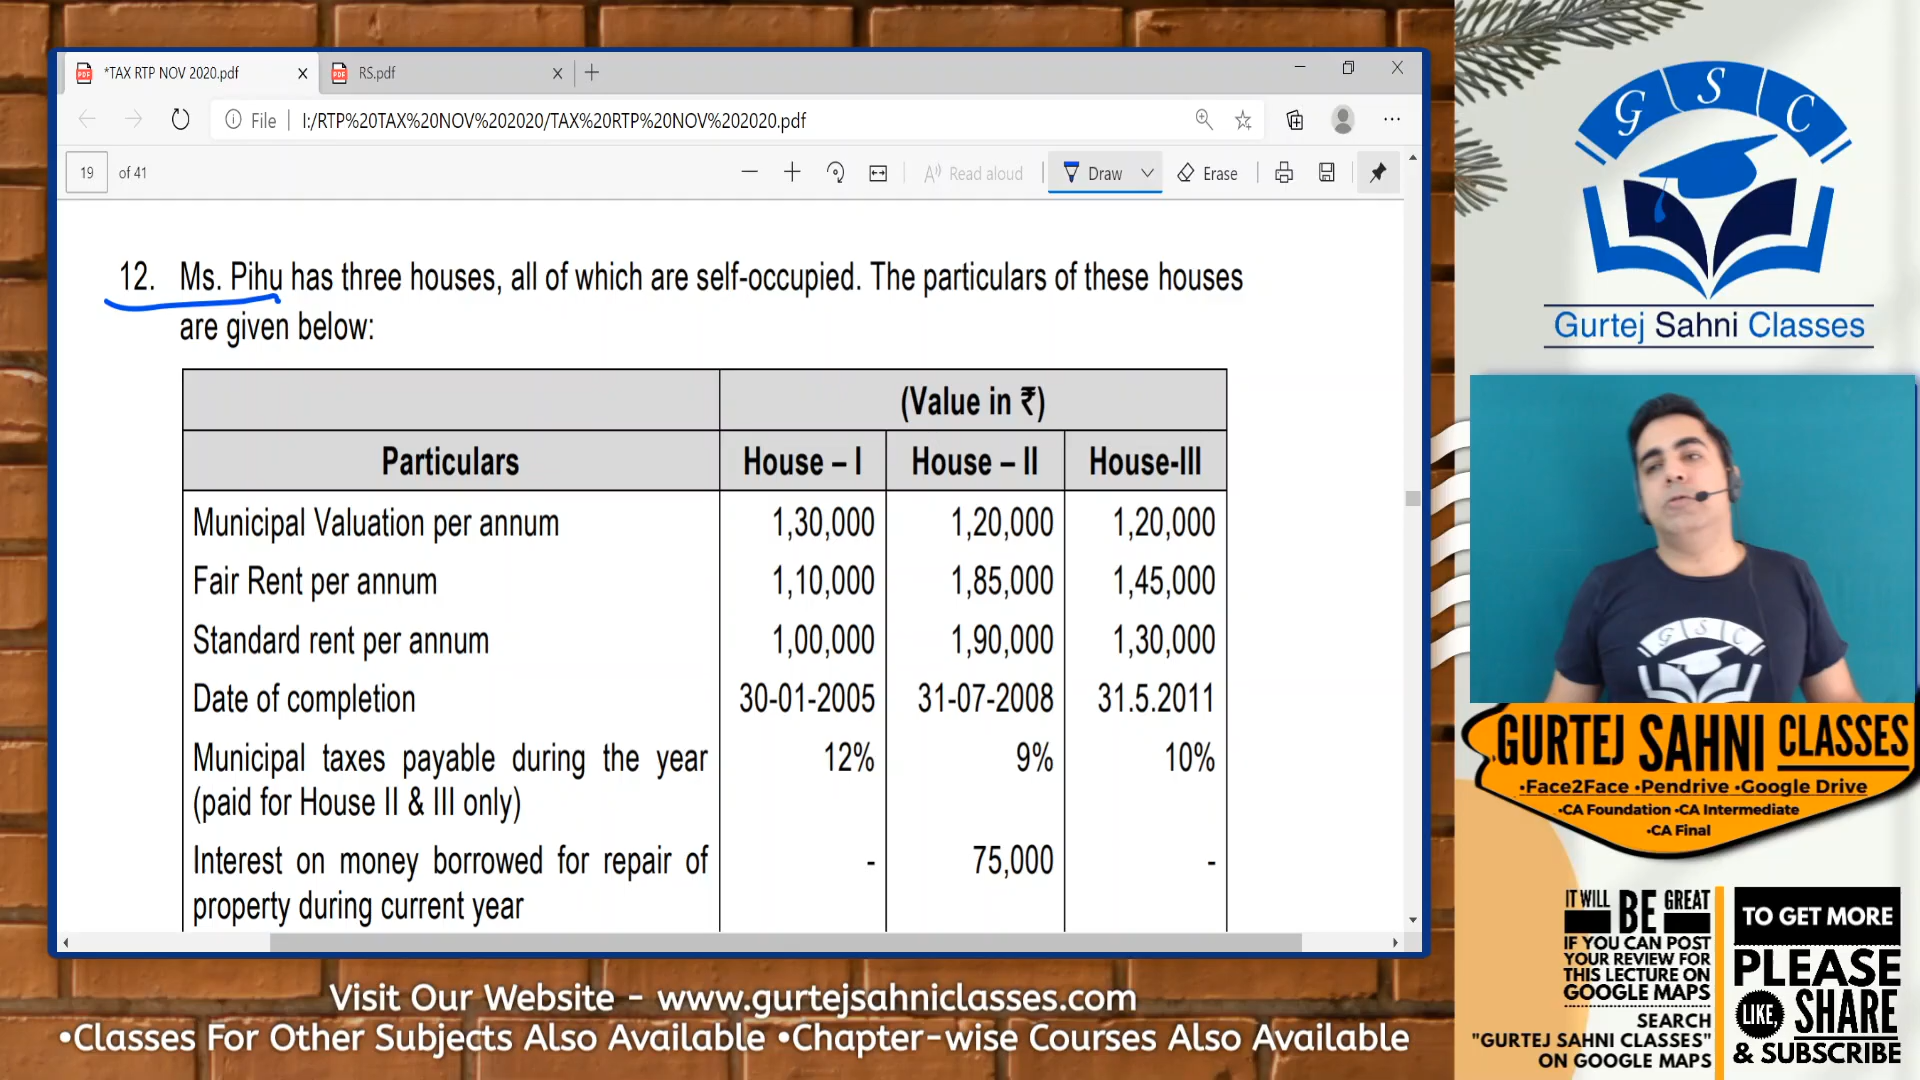 *TAX RTP NOV 2020.pdf
RS.pdf
File
I:/RTP%20TAX%20NOV%202020/TAX%20RTP%20NOV%202020.pdf
19 of 41
Read aloud
Draw
Erase
12. Ms. Pihu has three houses, all of which are self-occupied. The particulars of these houses
are given below:
(Value in ₹)
Particulars House – I House – II House-III
Municipal Valuation per annum 1,30,000 1,20,000 1,20,000
Fair Rent per annum 1,10,000 1,85,000 1,45,000
Standard rent per annum 1,00,000 1,90,000 1,30,000
Date of completion 30-01-2005 31-07-2008 31.5.2011
Municipal taxes payable during the year 12% 9% 10%
(paid for House II & III only)
Interest on money borrowed for repair of - 75,000 -
property during current year
Visit Our Website - www.gurtejsahniclasses.com
•Classes For Other Subjects Also Available •Chapter-wise Courses Also Available
G S C
Gurtej Sahni Classes
G S C
GURTEJ SAHNI CLASSES
•Face2Face •Pendrive •Google Drive
•CA Foundation •CA Intermediate
•CA Final
IT WILL BE GREAT
IF YOU CAN POST
YOUR REVIEW FOR
THIS LECTURE ON
GOOGLE MAPS
SEARCH
"GURTEJ SAHNI CLASSES"
ON GOOGLE MAPS
TO GET MORE
PLEASE
LIKE, SHARE
& SUBSCRIBE